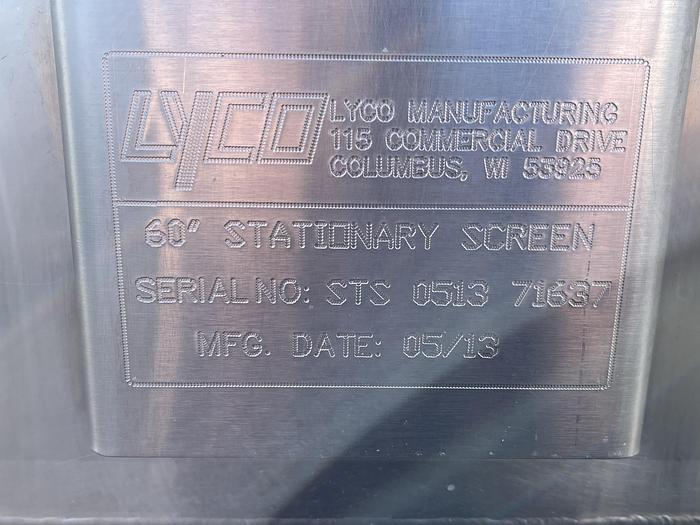 LYCO
LYCO MANUFACTURING
115 COMMERCIAL DRIVE
COLUMBUS, WI 53925
60" STATIONARY SCREEN
SERIAL NO: STS 0513 71637
MFG. DATE: 05/13